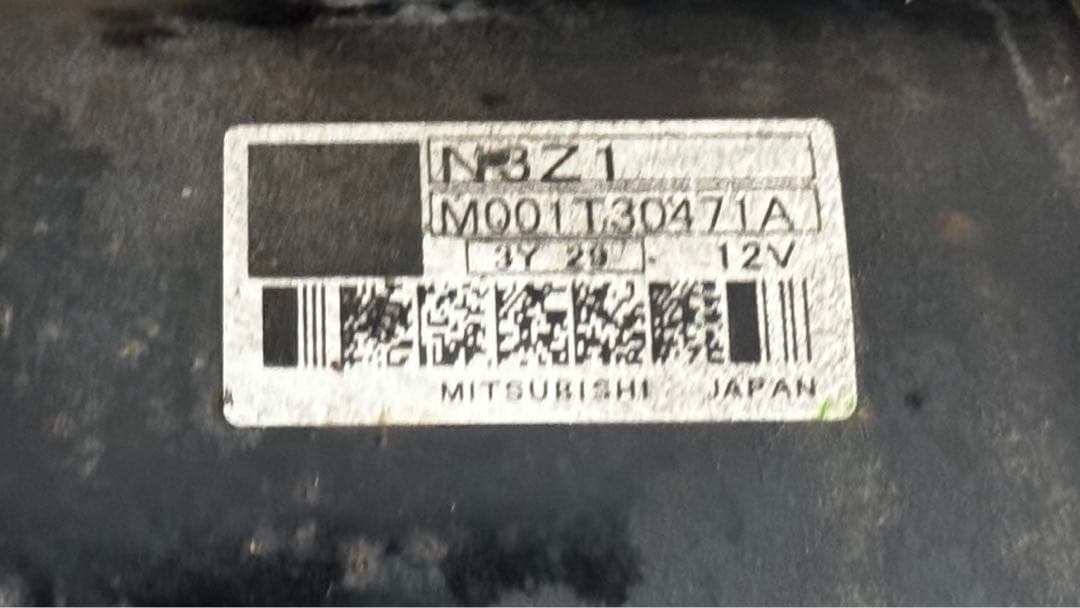 N3Z1
M001T30471A
3Y 29 12V
MITSUBISHI JAPAN